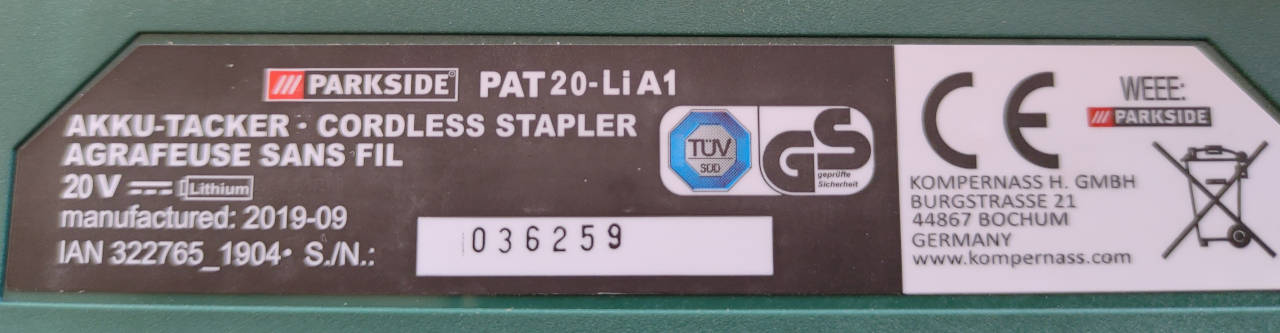 /// PARKSIDE® PAT 20-Li A1
AKKU-TACKER · CORDLESS STAPLER
AGRAFEUSE SANS FIL
20 V Lithium
manufactured: 2019-09
IAN 322765_1904 · S./N.:
036259
TÜV
SÜD
GS
geprüfte
Sicherheit
CE
WEEE:
/// PARKSIDE
KOMPERNASS H. GMBH
BURGSTRASSE 21
44867 BOCHUM
GERMANY
www.kompernass.com